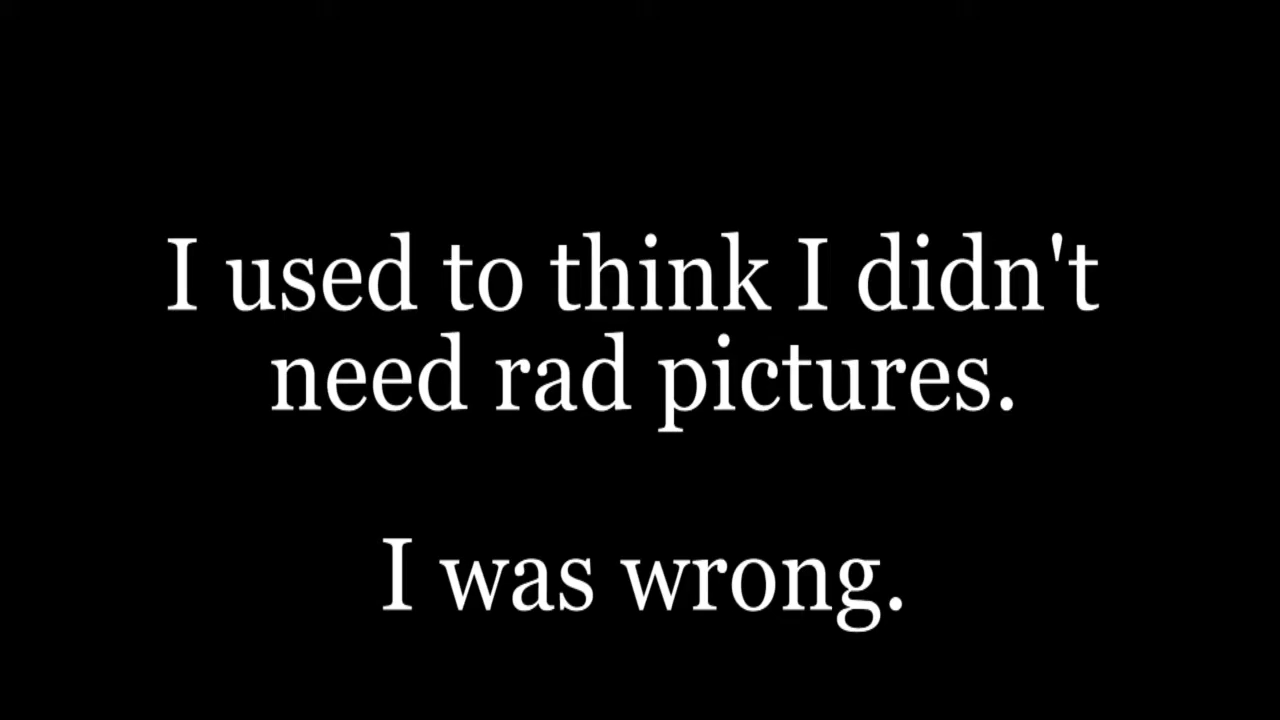 I used to think I didn't
need rad pictures.
I was wrong.